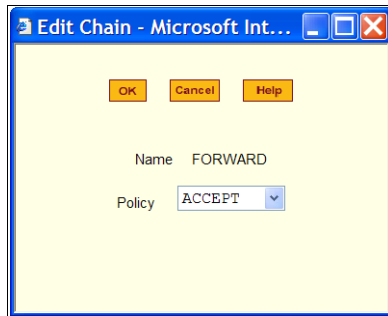 Edit Chain - Microsoft Int...
OK Cancel Help
Name FORWARD
Policy ACCEPT